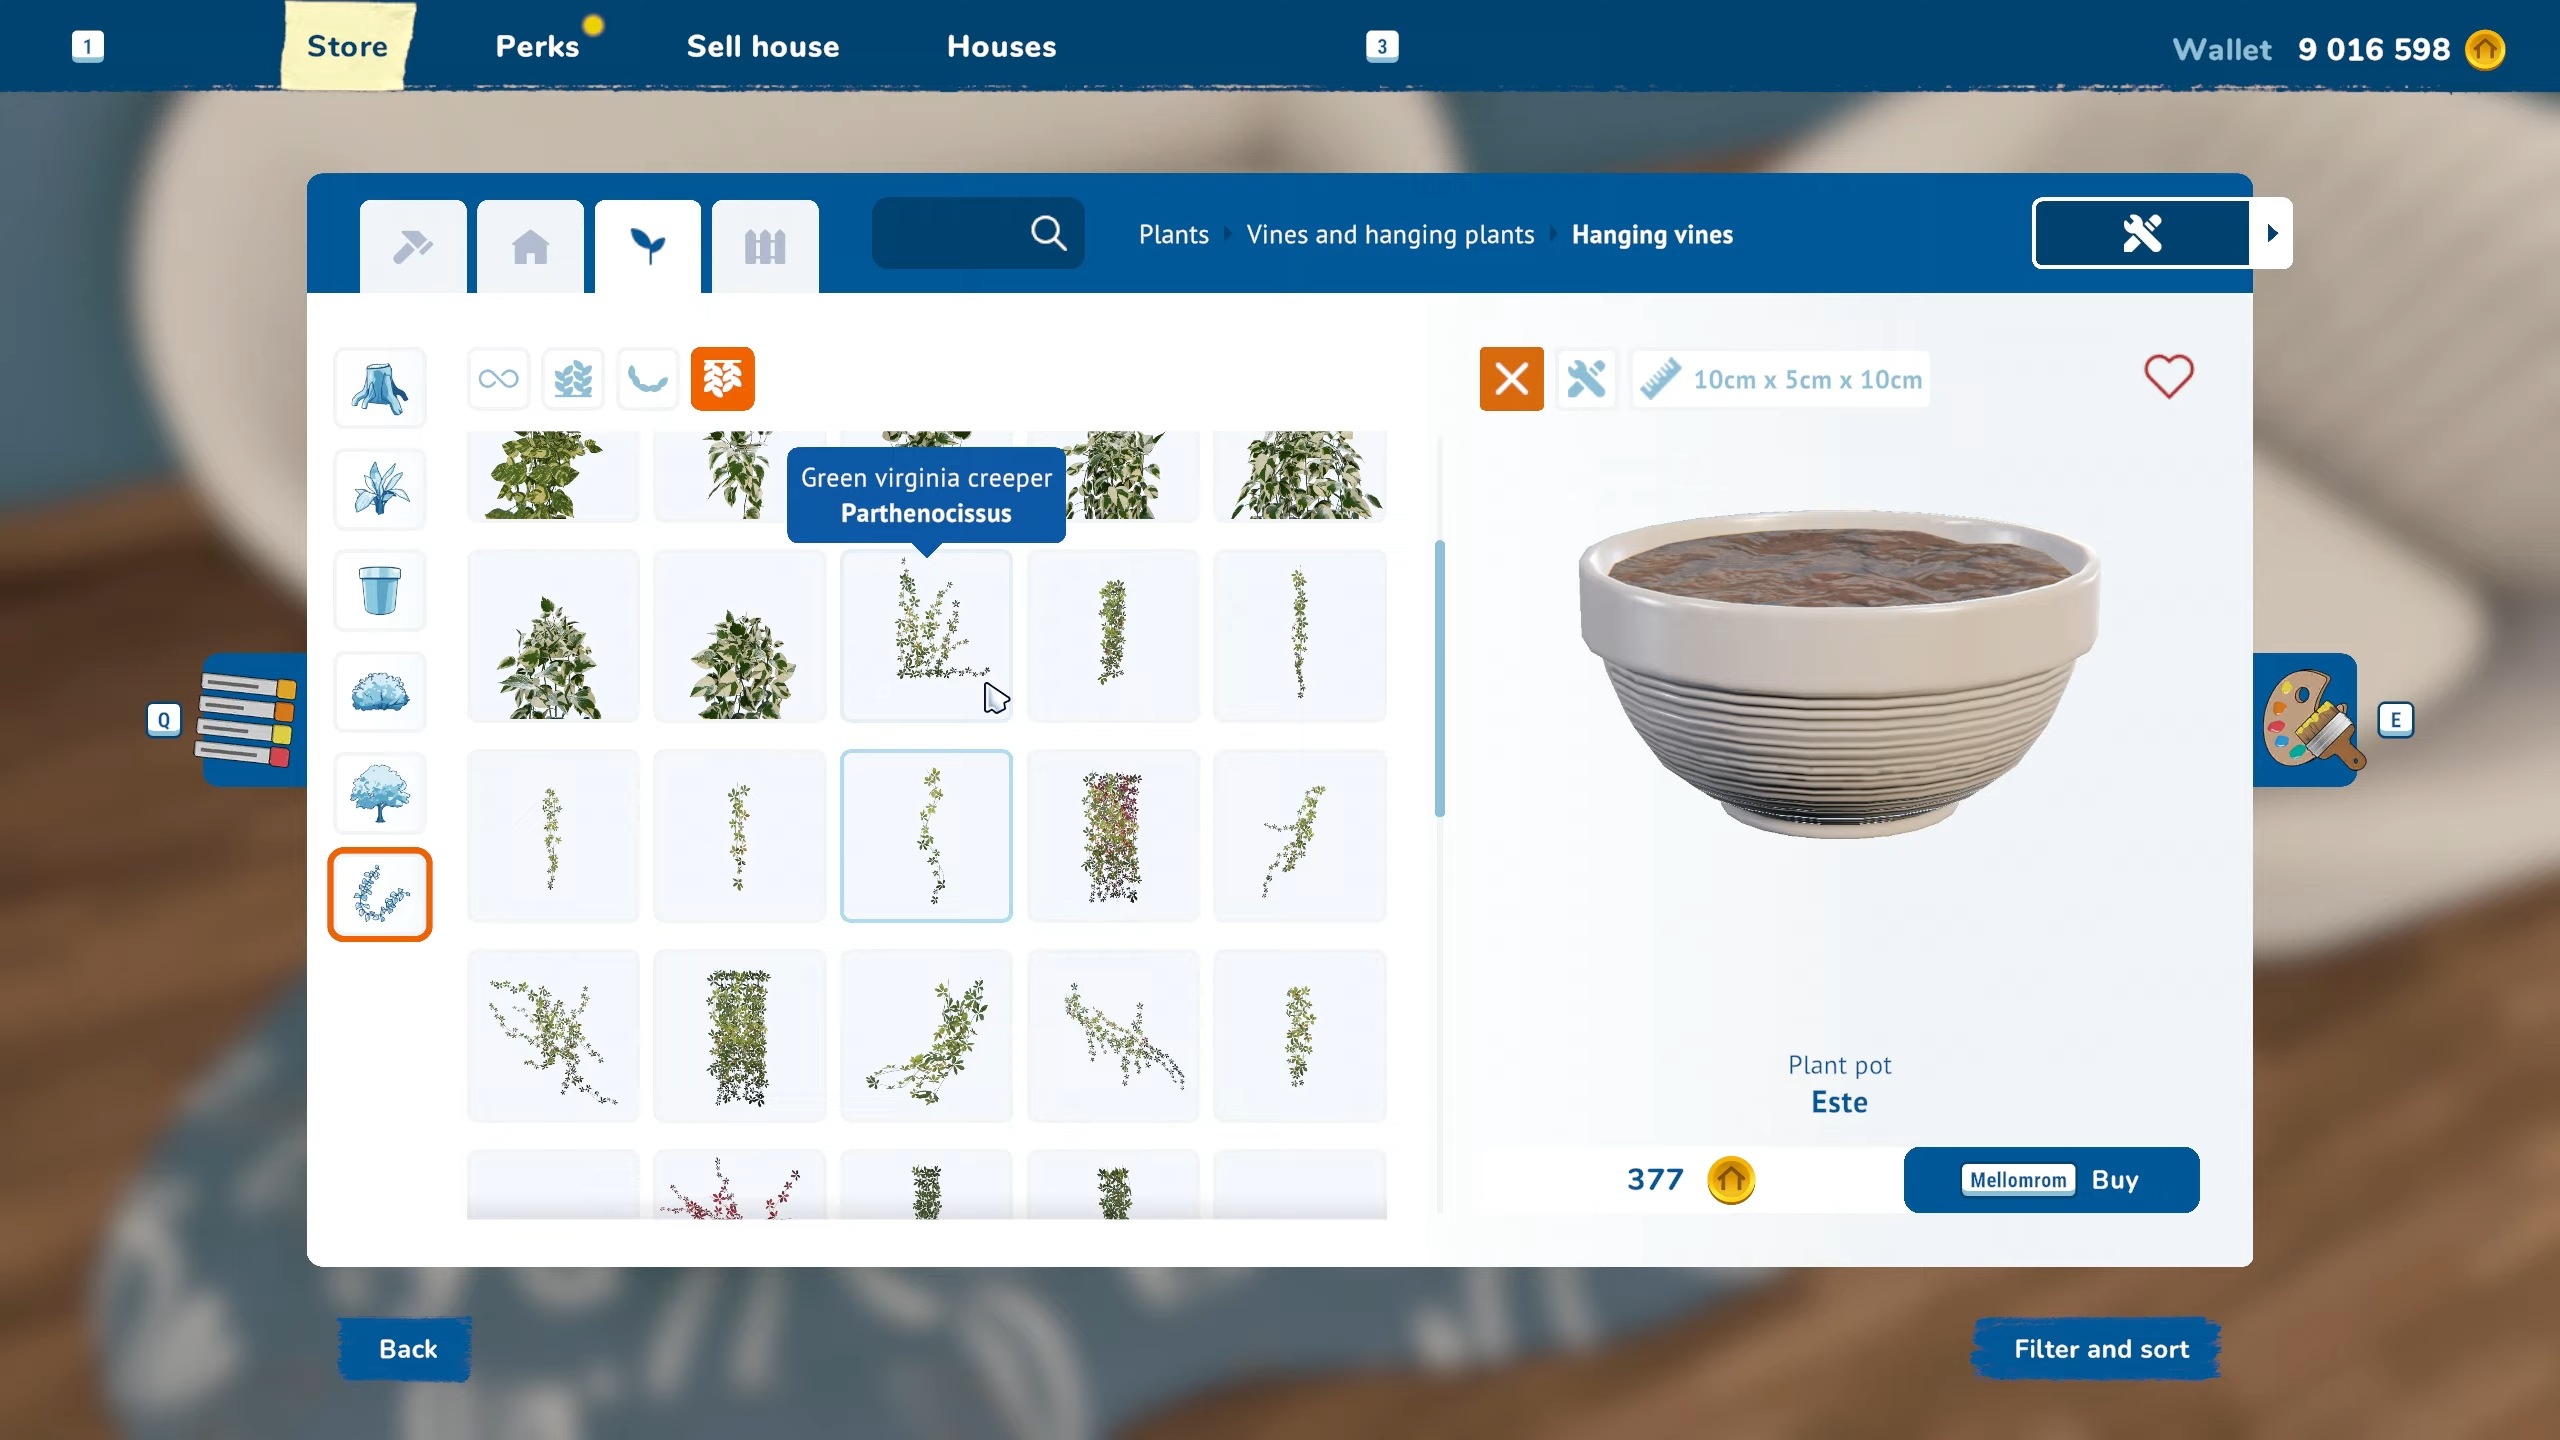 1
Store
Perks
Sell house
Houses
3
Wallet 9 016 598
Plants
Vines and hanging plants
Hanging vines
10cm x 5cm x 10cm
Green virginia creeper
Parthenocissus
Q
E
Plant pot
Este
377
Mellomrom Buy
Back
Filter and sort